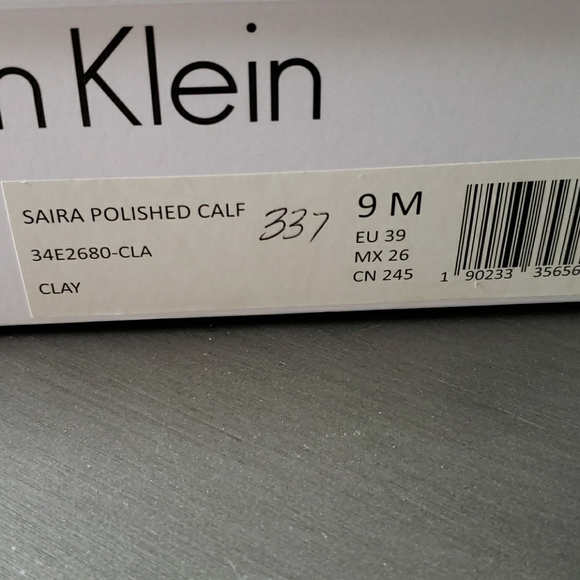 n Klein
SAIRA POLISHED CALF
337
34E2680-CLA
CLAY
9 M
EU 39
MX 26
CN 245
1 90233 35656